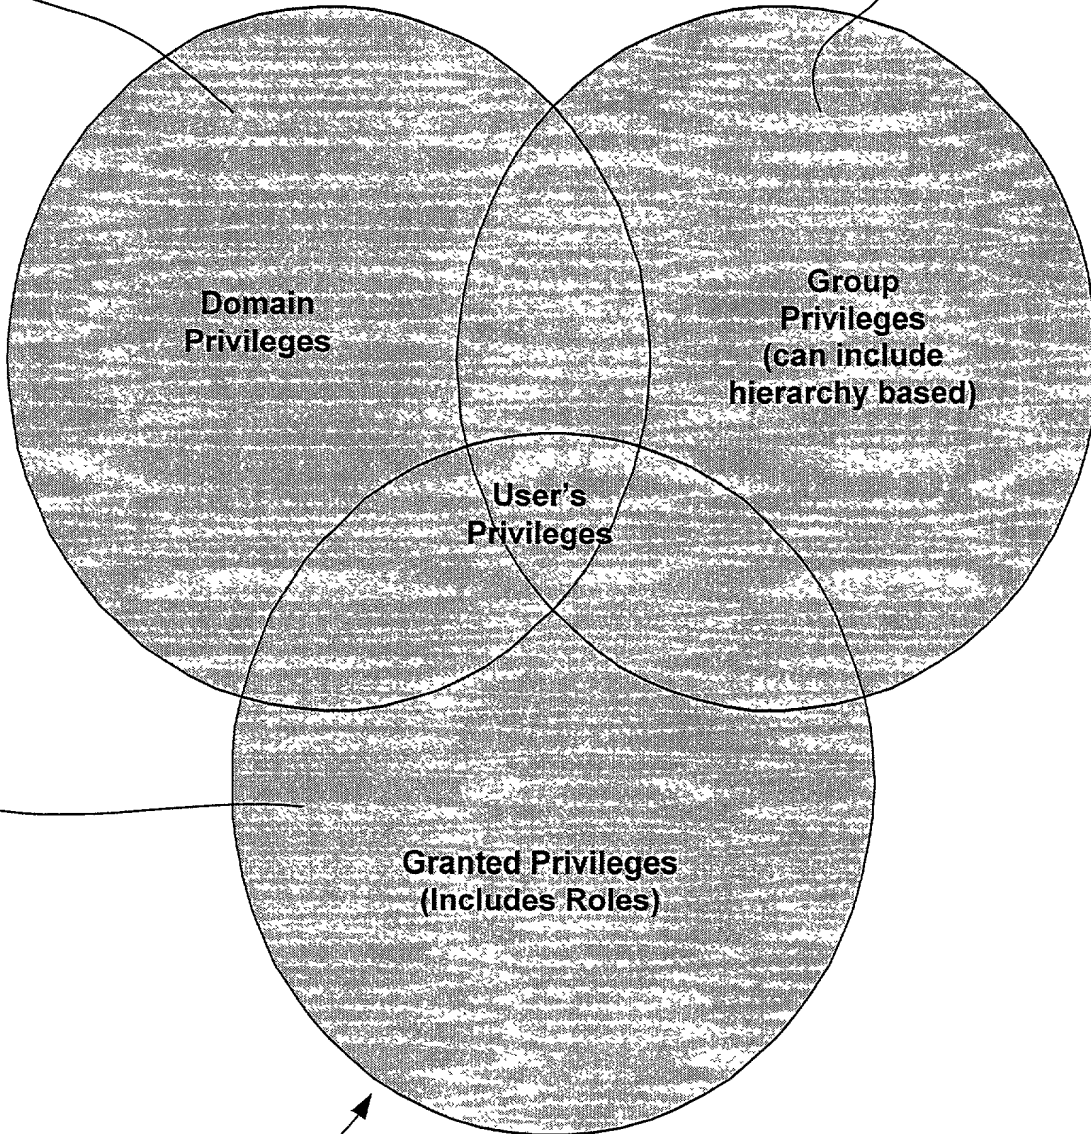 Domain
Privileges
Group
Privileges
(can include
hierarchy based)
User's
Privileges
Granted Privileges
(Includes Roles)